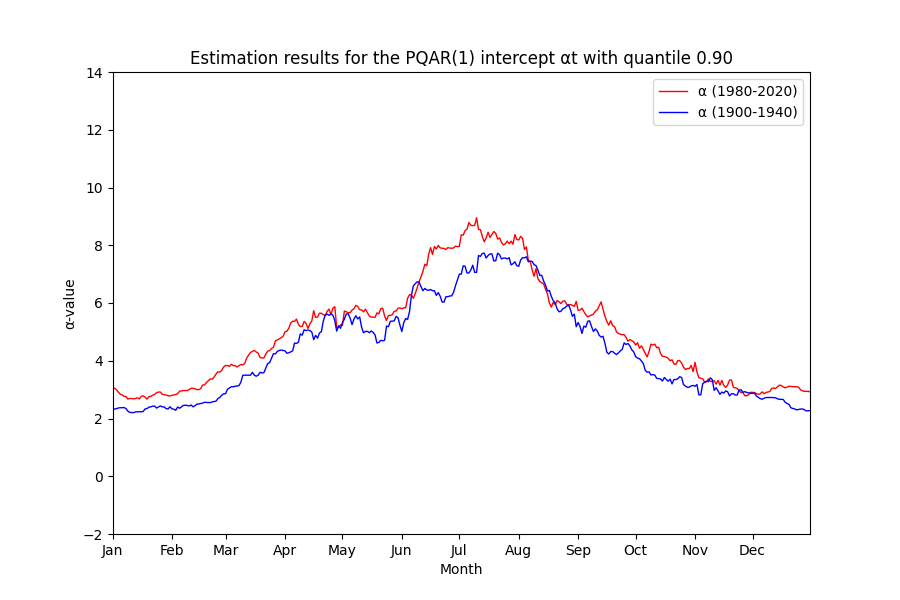 Estimation results for the PQAR(1) intercept αt with quantile 0.90
α (1980-2020)
α (1900-1940)
14
12
10
8
6
4
2
0
−2
α-value
Jan Feb Mar Apr May Jun Jul Aug Sep Oct Nov Dec
Month